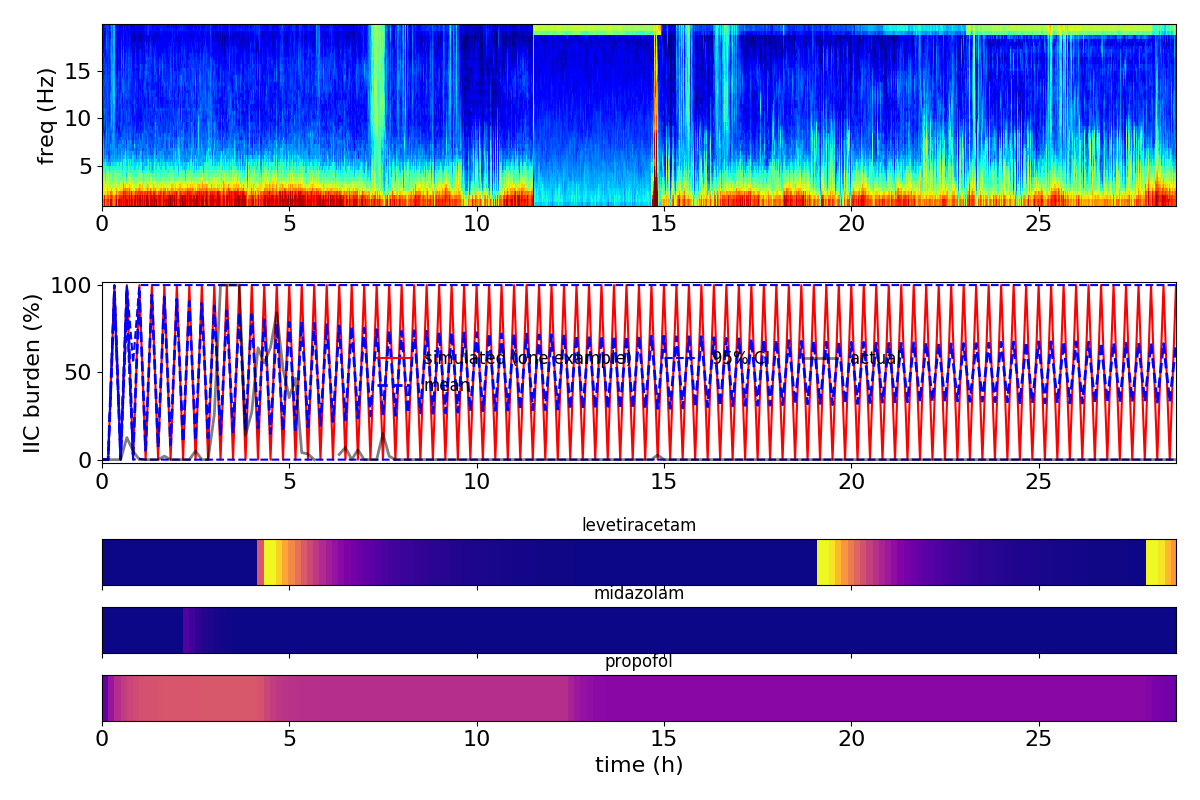 freq (Hz)
15
10
5
0 5 10 15 20 25
IIC burden (%)
100
50
0
simulated (one example) 95% CI actual
mean
0 5 10 15 20 25
levetiracetam
midazolam
propofol
0 5 10 15 20 25
time (h)